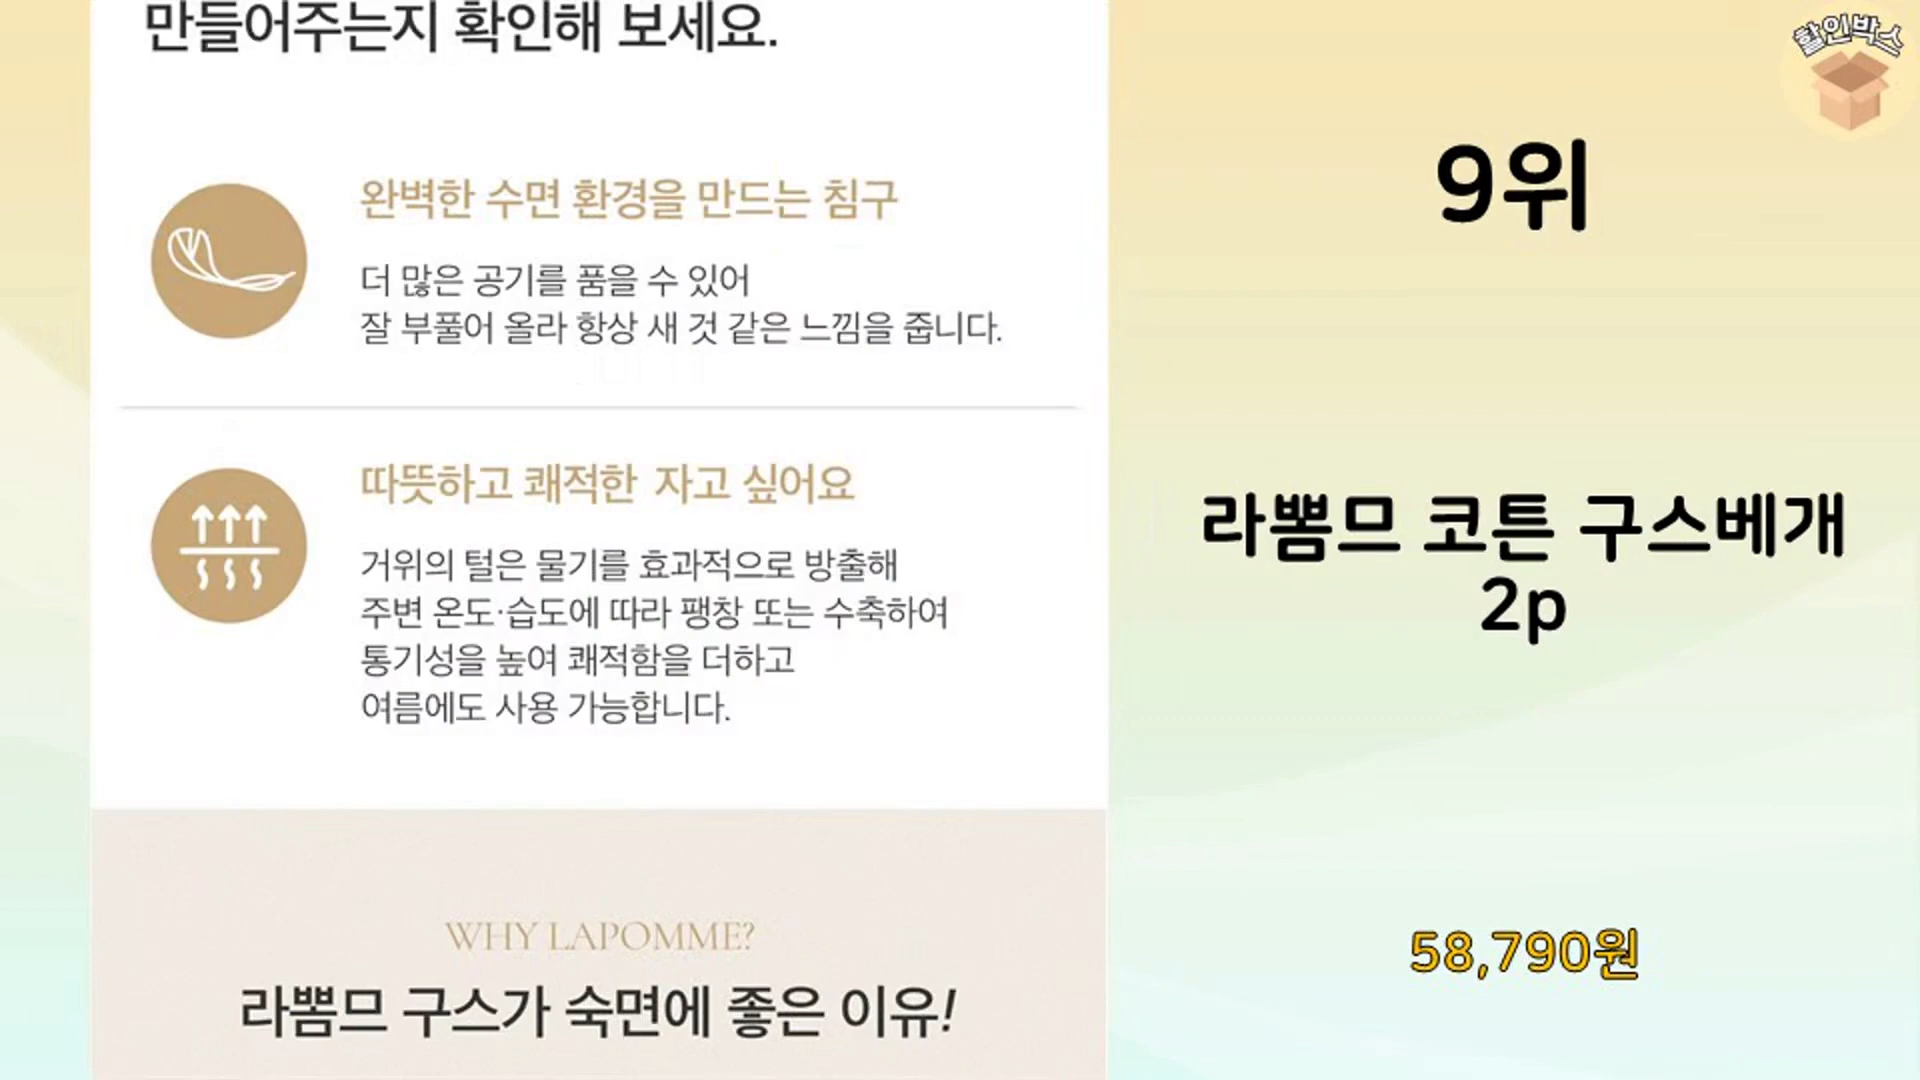 만들어주는지 확인해 보세요.
완벽한 수면 환경을 만드는 침구
더 많은 공기를 품을 수 있어
잘 부풀어 올라 항상 새 것 같은 느낌을 줍니다.
따뜻하고 쾌적한 자고 싶어요
거위의 털은 물기를 효과적으로 방출해
주변 온도·습도에 따라 팽창 또는 수축하여
통기성을 높여 쾌적함을 더하고
여름에도 사용 가능합니다.
WHY LAPOMME?
라뽐므 구스가 숙면에 좋은 이유!
할인박스
9위
라뽐므 코튼 구스베개
2p
58,790원